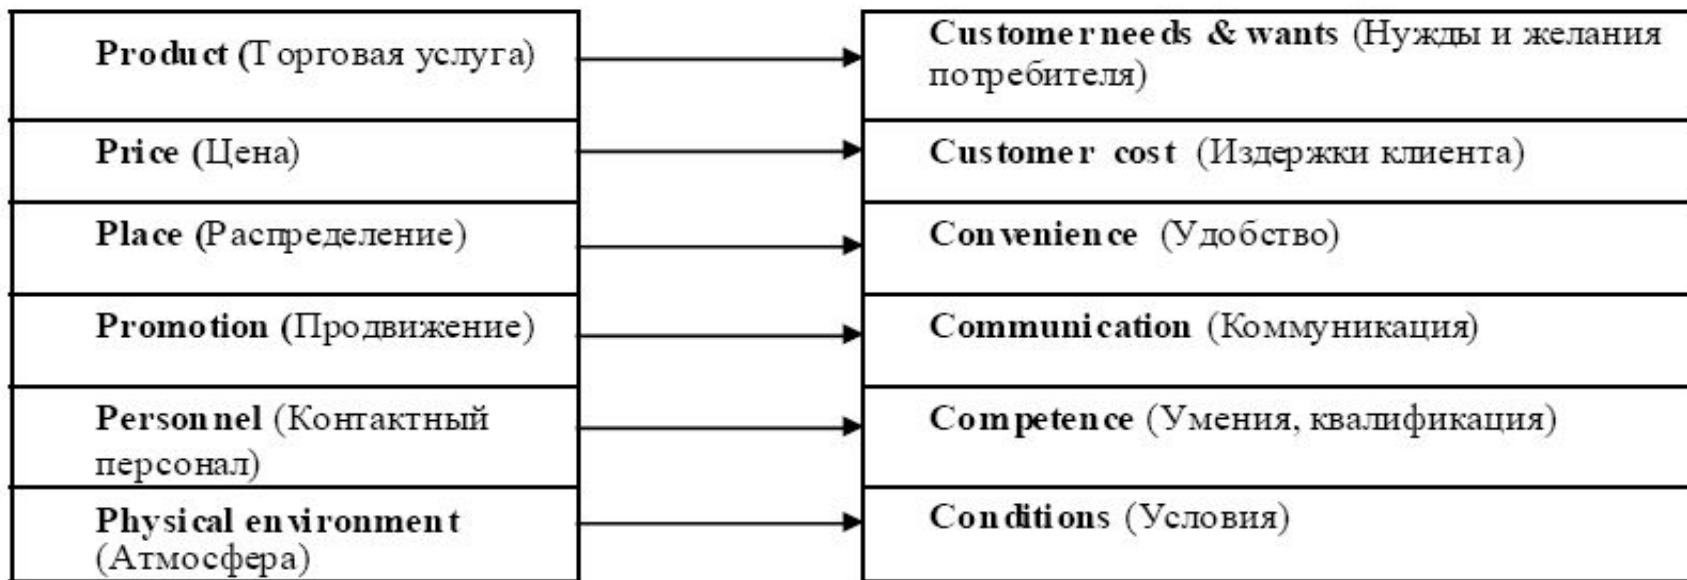 Product (Торговая услуга)
Customer needs & wants (Нужды и желания
потребителя)
Price (Цена)
Customer cost (Издержки клиента)
Place (Распределение)
Convenience (Удобство)
Promotion (Продвижение)
Communication (Коммуникация)
Personnel (Контактный
персонал)
Competence (Умения, квалификация)
Physical environment
(Атмосфера)
Conditions (Условия)